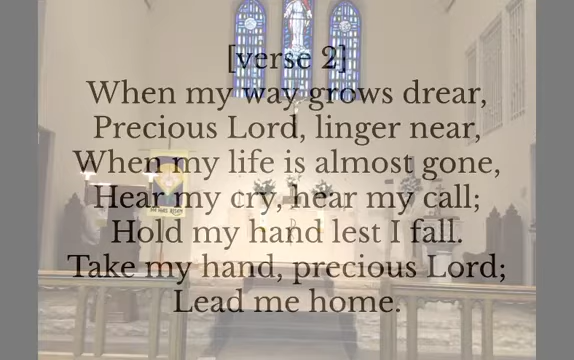 [verse 2]
When my way grows drear,
Precious Lord, linger near,
When my life is almost gone,
Hear my cry, hear my call;
Hold my hand lest I fall.
Take my hand, precious Lord;
Lead me home.